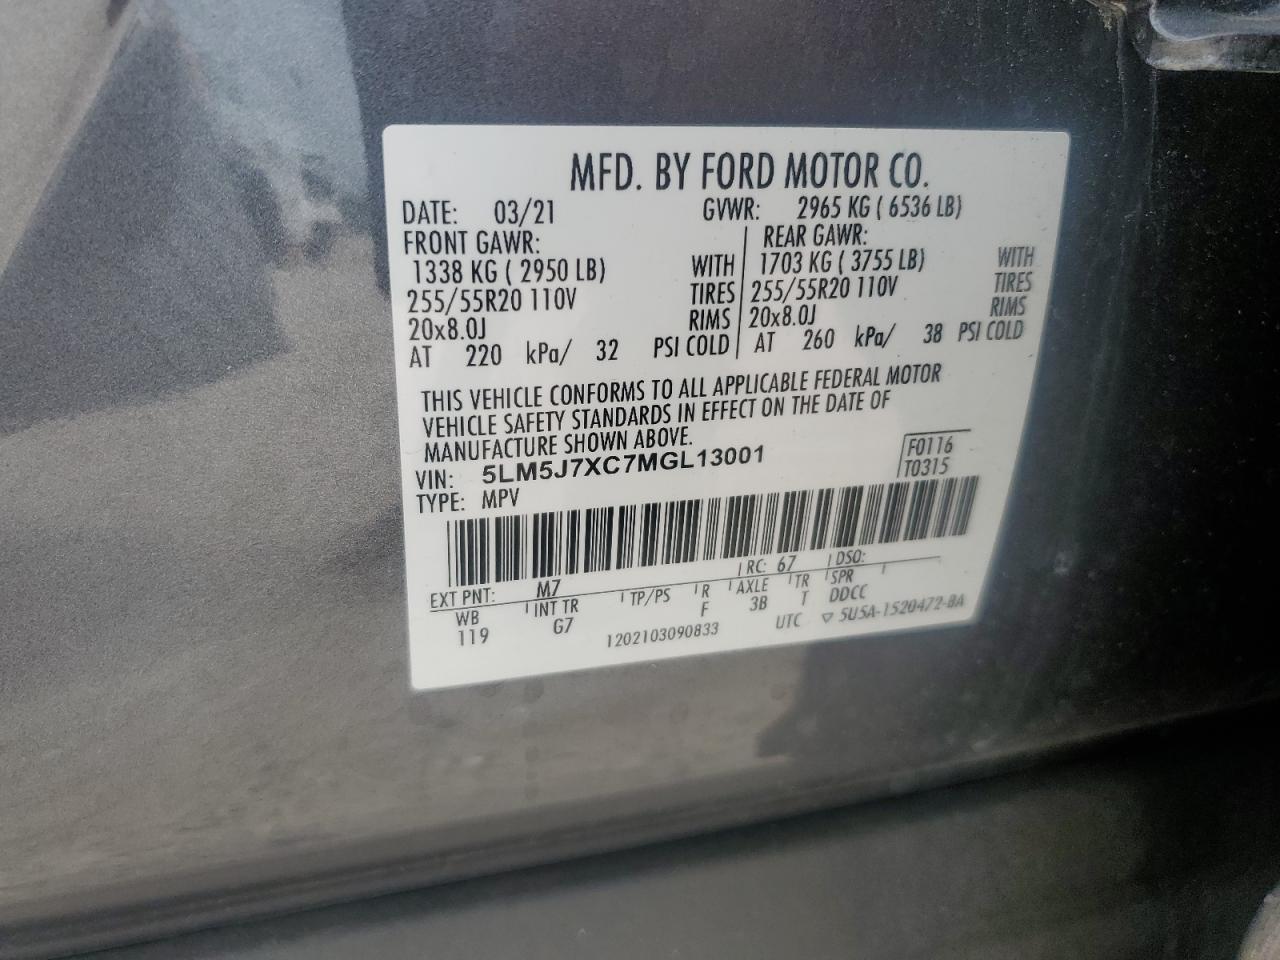 MFD. BY FORD MOTOR CO.
DATE: 03/21 GVWR: 2965 KG ( 6536 LB)
FRONT GAWR: REAR GAWR:
1338 KG ( 2950 LB) WITH 1703 KG ( 3755 LB) WITH
255/55R20 110V TIRES 255/55R20 110V TIRES
20x8.0J RIMS 20x8.0J RIMS
AT 220 kPa/ 32 PSI COLD AT 260 kPa/ 38 PSI COLD
THIS VEHICLE CONFORMS TO ALL APPLICABLE FEDERAL MOTOR
VEHICLE SAFETY STANDARDS IN EFFECT ON THE DATE OF
MANUFACTURE SHOWN ABOVE.
VIN: 5LM5J7XC7MGL13001 F0116
TYPE: MPV T0315
EXT PNT: M7 RC: 67 DSO:
WB INT TR TP/PS R AXLE TR SPR
119 G7 F 3B T DDCC
1202103090833 UTC ▽ 5U5A-1520472-BA